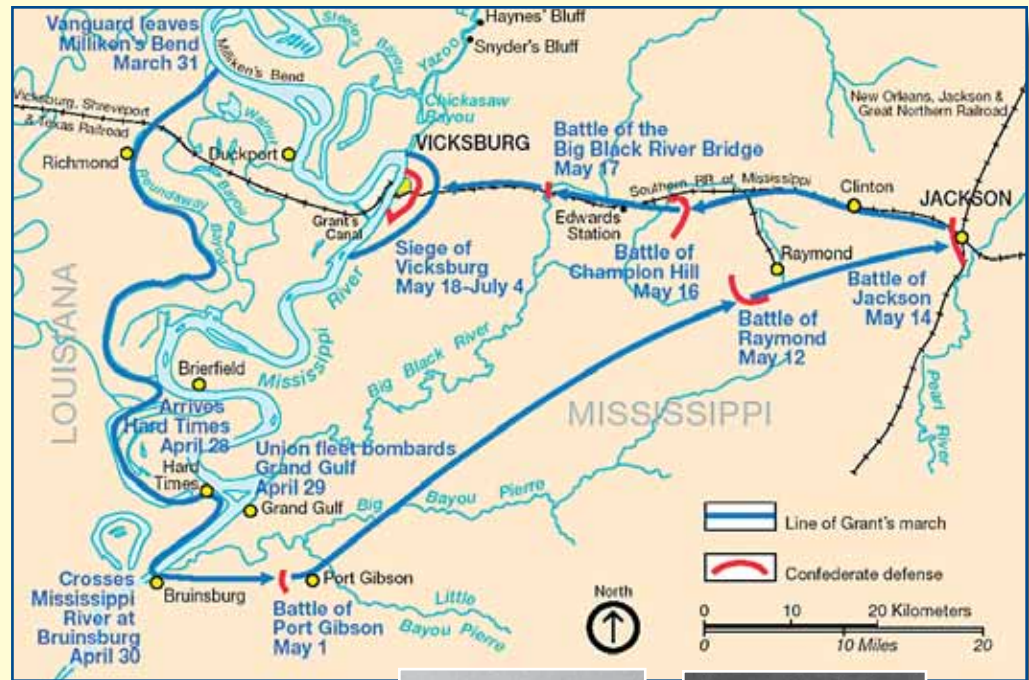 Vanguard leaves
Milliken's Bend
March 31
Milliken's Bend
Steele's
Bayou
Yazoo
Haynes' Bluff
Snyder's Bluff
Chickasaw
Bayou
Vicksburg, Shreveport
& Texas Railroad
Richmond
Walnut
Bayou
Roundaway
Bayou
Duckport
VICKSBURG
Grant's
Canal
Siege of
Vicksburg
May 18-July 4
Battle of the
Big Black River Bridge
May 17
Edwards
Station
Southern RR. of Mississippi
Battle of
Champion Hill
May 16
New Orleans, Jackson &
Great Northern Railroad
Clinton
JACKSON
Raymond
Battle of
Jackson
May 14
Battle of
Raymond
May 12
LOUISANA
Mississippi
River
Big Black River
MISSISSIPPI
Pearl
River
Brierfield
Arrives
Hard Times
April 28
Hard
Times
Union fleet bombards
Grand Gulf
April 29
Grand Gulf
Big Bayou Pierre
Crosses
Mississippi
River at
Bruinsburg
April 30
Bruinsburg
Battle of
Port Gibson
May 1
Port Gibson
Little
Bayou Pierre
North
Line of Grant's march
Confederate defense
0 10 20 Kilometers
0 10 Miles 20